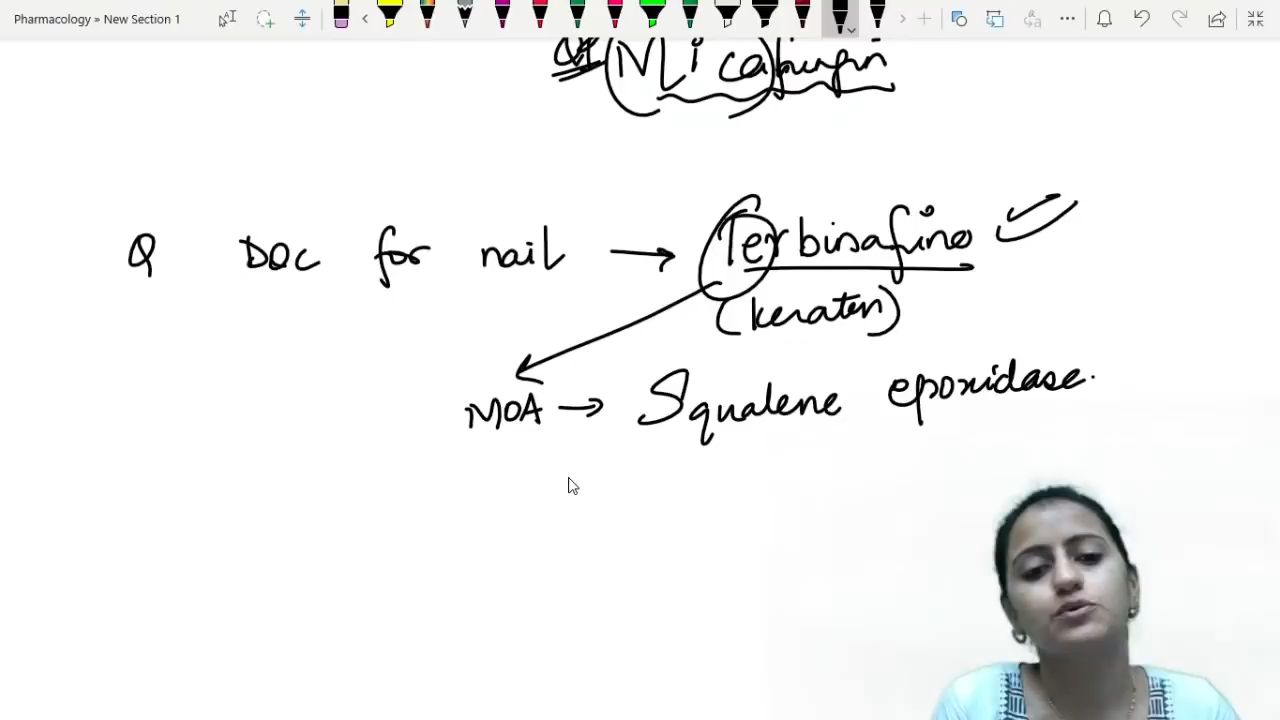 Pharmacology » New Section 1
Q DOC for nail → Terbinafine
(keratin)
MOA → Squalene epoxidase.